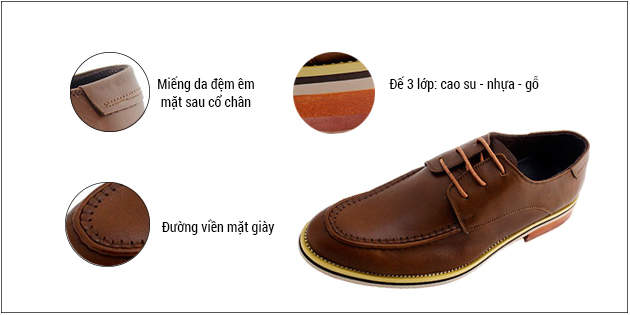 Miếng da đệm êm
mặt sau cổ chân
Đế 3 lớp: cao su - nhựa - gỗ
Đường viền mặt giày